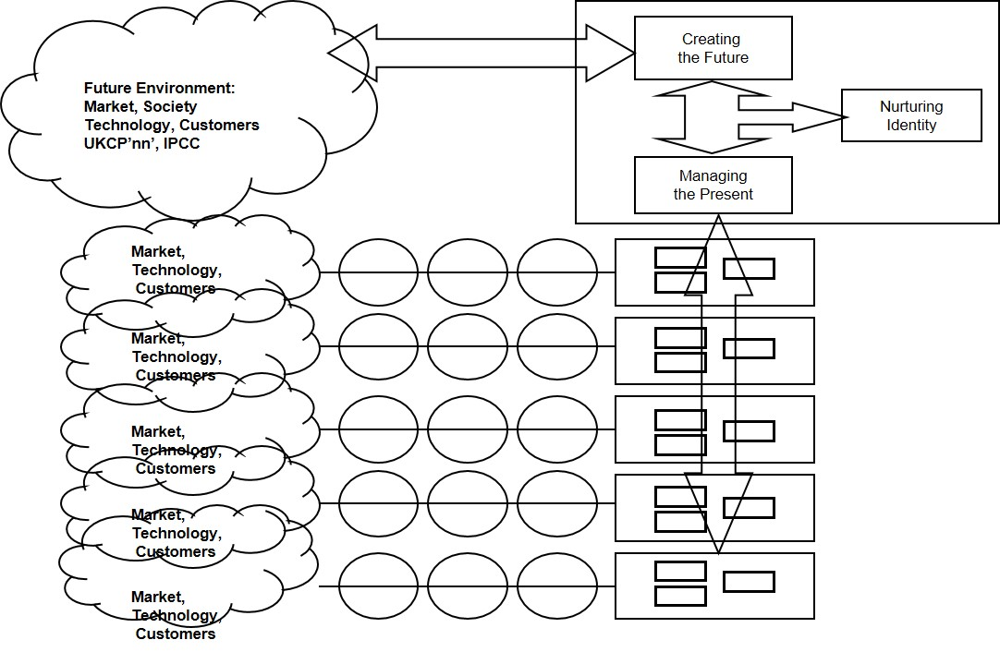 Future Environment:
Market, Society
Technology, Customers
UKCP’nn’, IPCC
Creating
the Future
Nurturing
Identity
Managing
the Present
Market,
Technology,
Customers
Market,
Technology,
Customers
Market,
Technology,
Customers
Market,
Technology,
Customers
Market,
Technology,
Customers